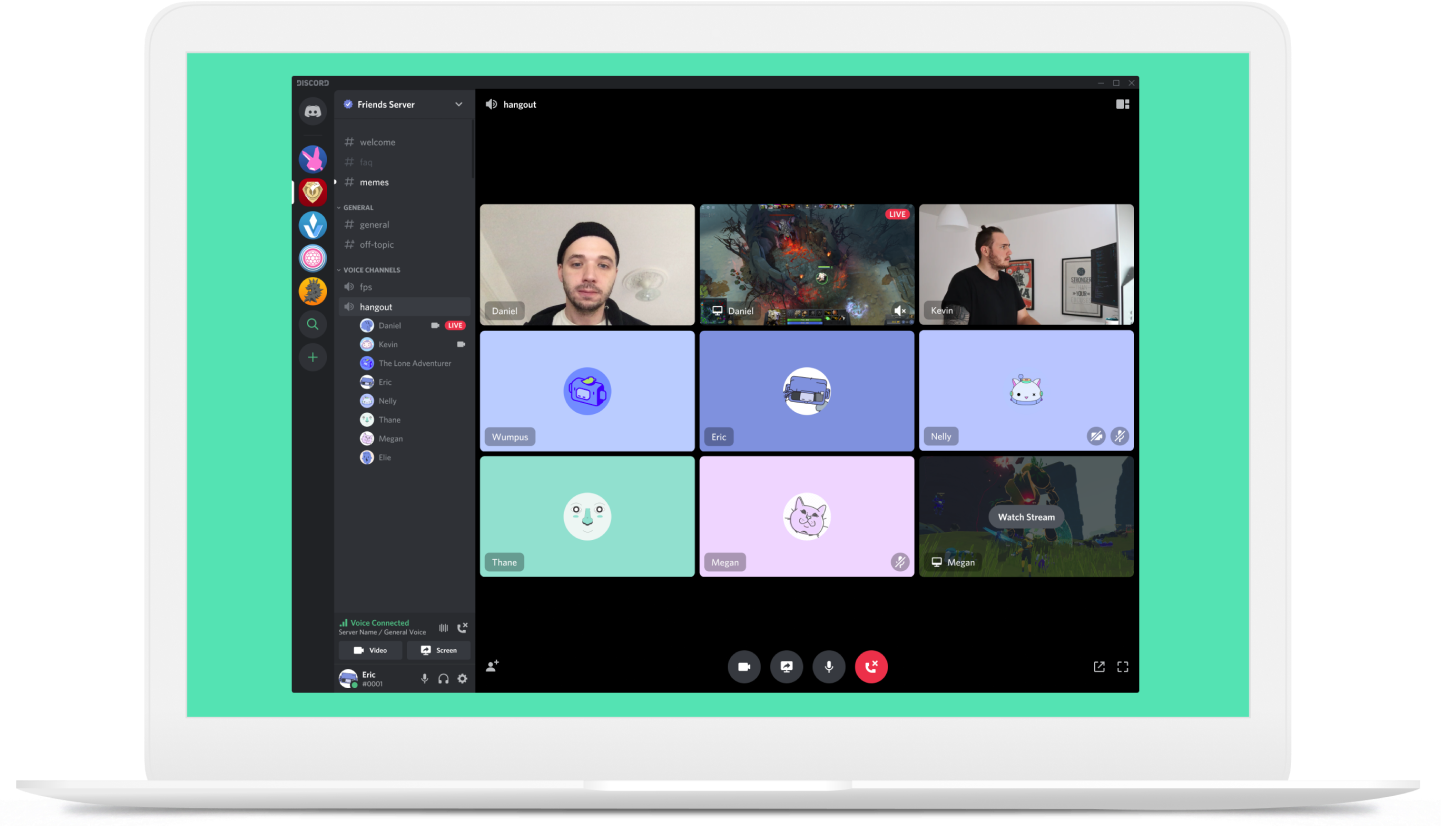 DISCORD
Friends Server
welcome
faq
memes
GENERAL
general
off-topic
VOICE CHANNELS
fps
hangout
Daniel LIVE
Kevin
The Lone Adventurer
Eric
Nelly
Thane
Megan
Elie
Voice Connected
Server Name / General Voice
Video Screen
Eric
#0001
hangout
LIVE
Daniel Daniel Kevin
Wumpus Eric Nelly
Watch Stream
Thane Megan Megan